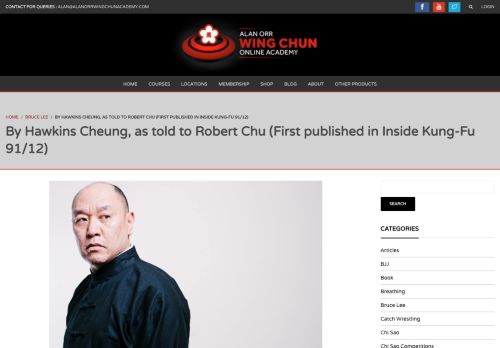 CONTACT FOR QUERIES : ALAN@ALANORRWINGCHUNACADEMY.COM
LOGIN
ALAN ORR
WING CHUN
ONLINE ACADEMY
HOME COURSES LOCATIONS MEMBERSHIP SHOP BLOG ABOUT OTHER PRODUCTS
HOME / BRUCE LEE / BY HAWKINS CHEUNG, AS TOLD TO ROBERT CHU (FIRST PUBLISHED IN INSIDE KUNG-FU 91/12)
By Hawkins Cheung, as told to Robert Chu (First published in Inside Kung-Fu
91/12)
SEARCH
CATEGORIES
Articles
BJJ
Book
Breathing
Bruce Lee
Catch Wrestling
Chi Sao
Chi Sao Competitions